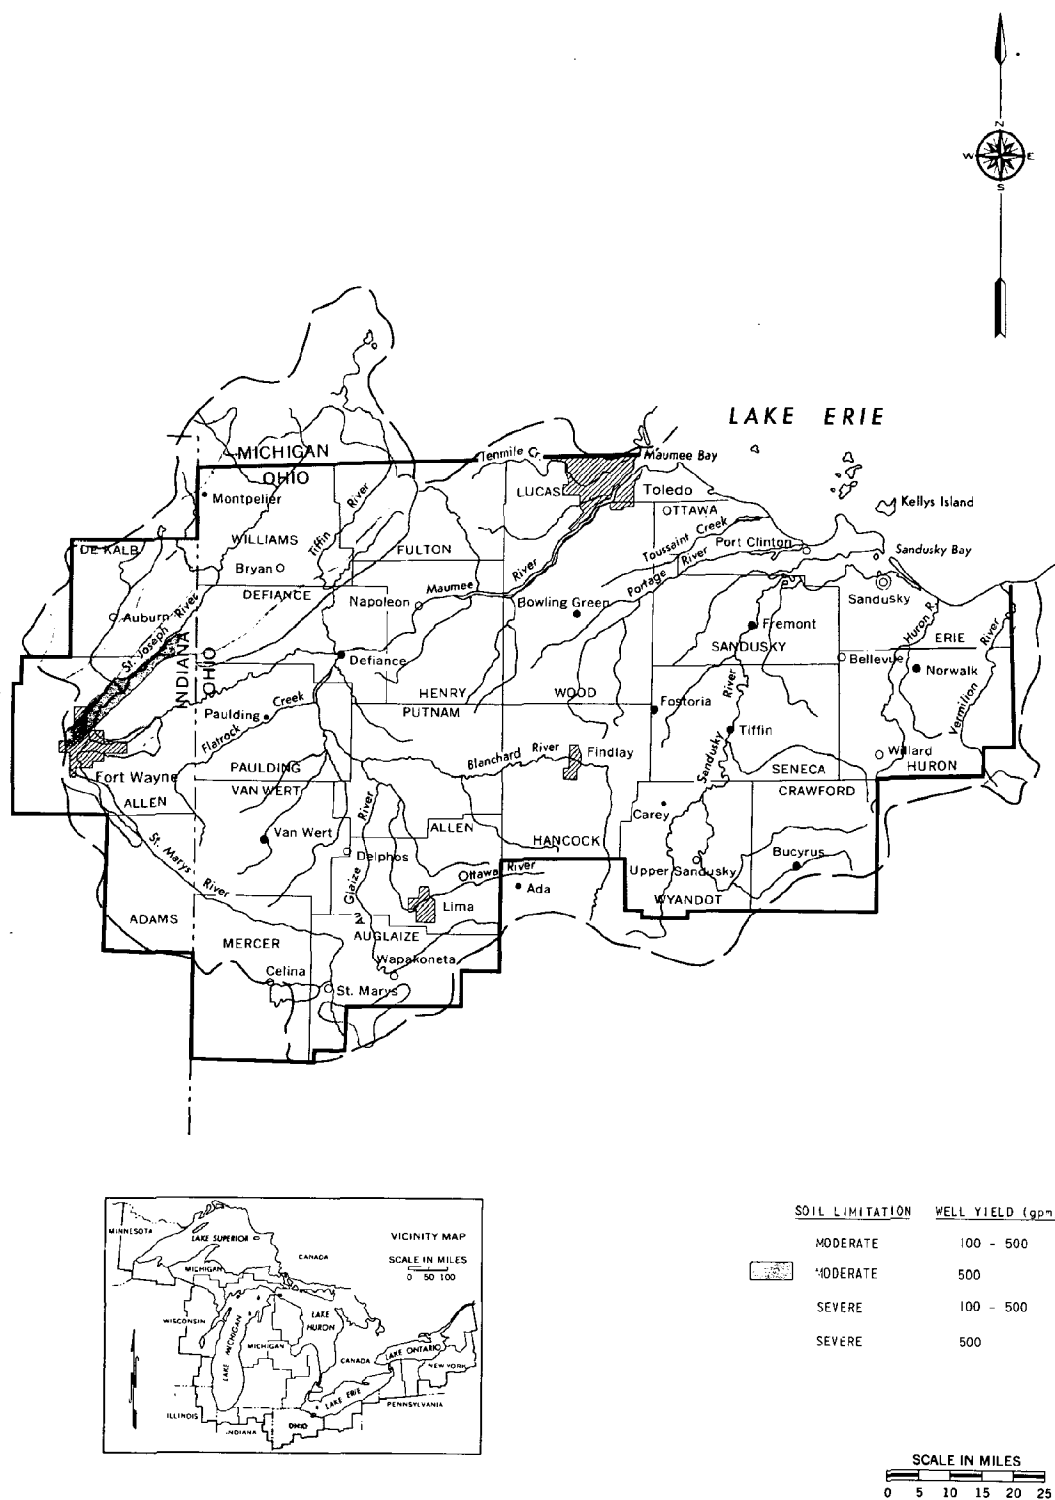 N
W E
S
LAKE ERIE
MICHIGAN
OHIO
Tenmile Cr.
Maumee Bay
Montpelier
LUCAS
Toledo
OTTAWA
Kellys Island
DE KALB
WILLIAMS
Tiffin River
FULTON
Toussaint Creek
Port Clinton
Sandusky Bay
Bryan
DEFIANCE
Napoleon
Maumee River
Bowling Green
Portage River
Sandusky
Auburn
St. Joseph River
INDIANA
OHIO
Defiance
Fremont
SANDUSKY
Huron R.
ERIE
Bellevue
Norwalk
Vermilion River
Paulding
Flatrock Creek
HENRY
PUTNAM
WOOD
Fostoria
Tiffin
Sandusky River
Fort Wayne
ALLEN
PAULDING
VAN WERT
Blanchard River
Findlay
SENECA
CRAWFORD
Willard
HURON
St. Marys River
Van Wert
Delphos
ALLEN
HANCOCK
Carey
Bucyrus
Au Glaize River
Ottawa River
Ada
Upper Sandusky
WYANDOT
ADAMS
Lima
MERCER
AUGLAIZE
Wapakoneta
Celina
St. Marys
VICINITY MAP
SCALE IN MILES
0 50 100
MINNESOTA
LAKE SUPERIOR
CANADA
MICHIGAN
WISCONSIN
LAKE MICHIGAN
LAKE HURON
MICHIGAN
CANADA
LAKE ONTARIO
NEW YORK
LAKE ERIE
PENNSYLVANIA
ILLINOIS
INDIANA
OHIO
SOIL LIMITATION WELL YIELD (gpm
MODERATE 100 - 500
MODERATE 500
SEVERE 100 - 500
SEVERE 500
SCALE IN MILES
0 5 10 15 20 25